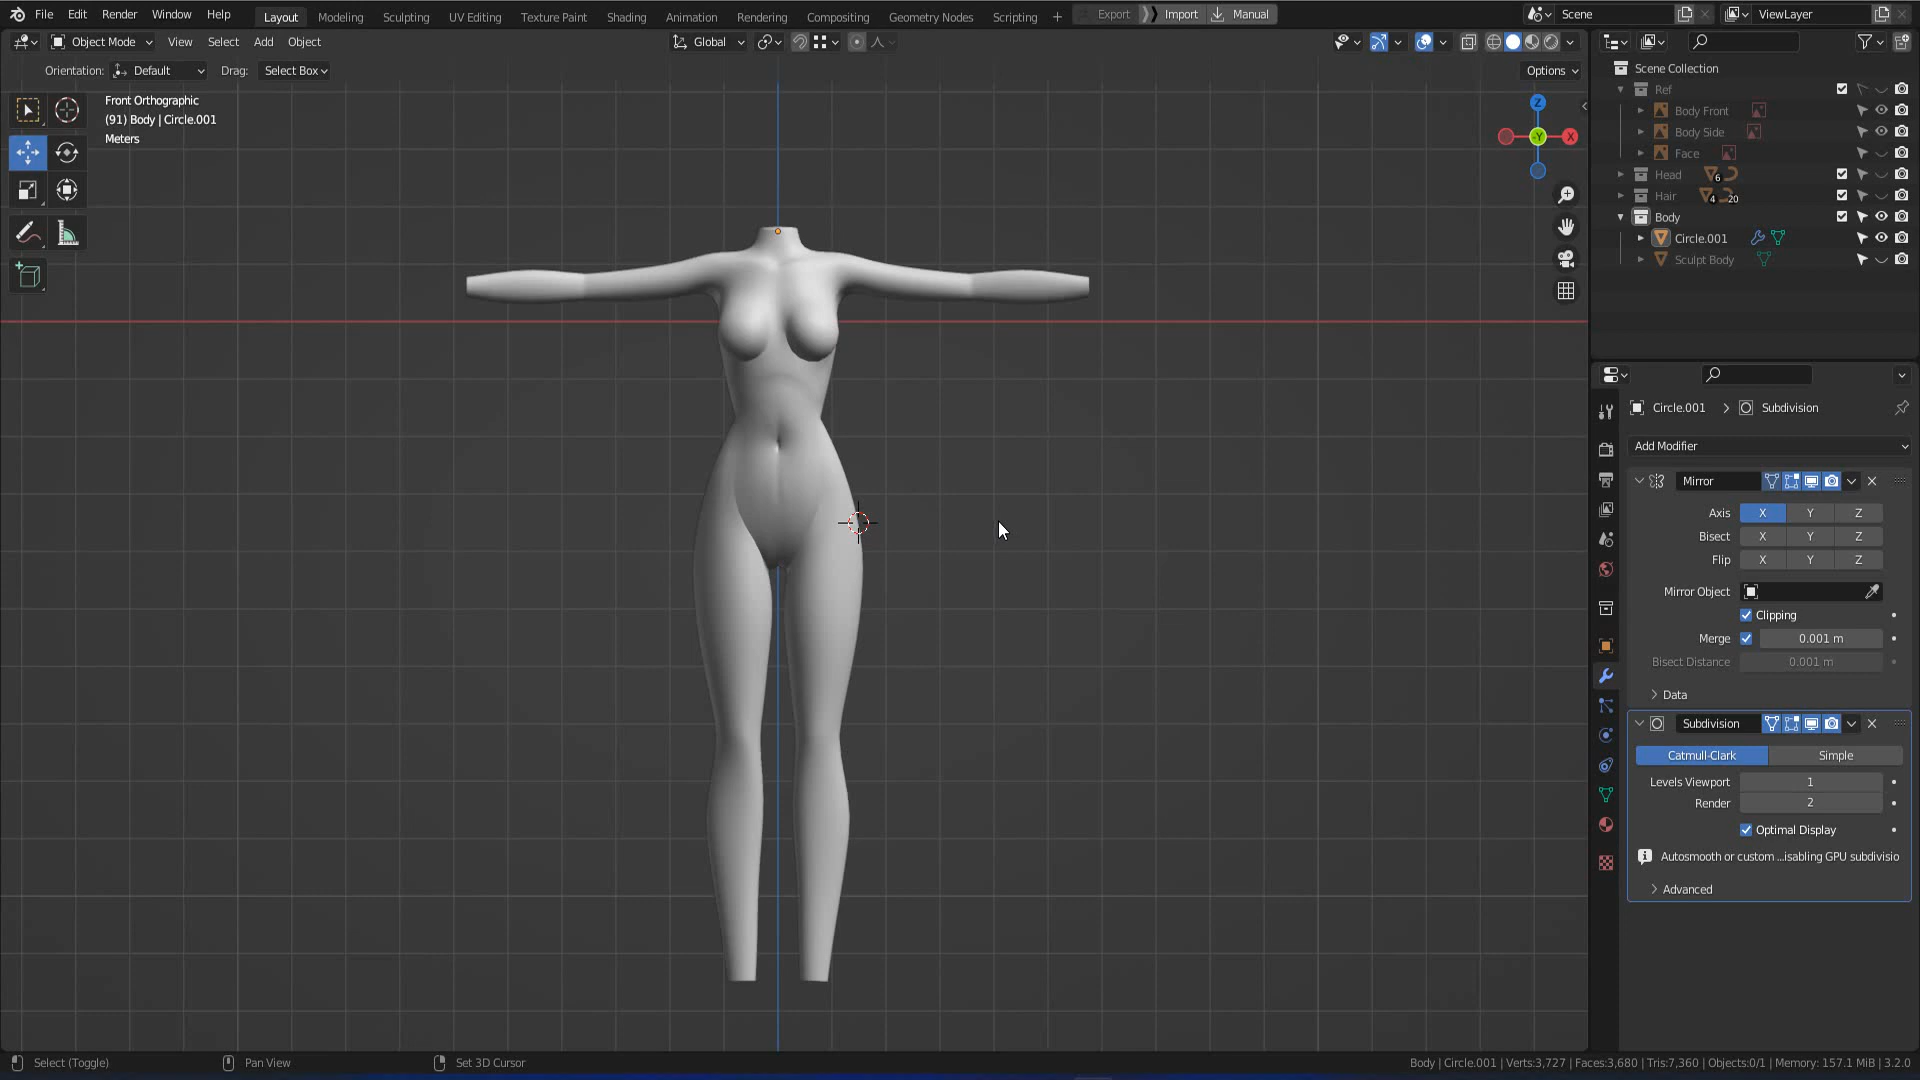 File Edit Render Window Help Layout Modeling Sculpting UV Editing Texture Paint Shading Animation Rendering Compositing Geometry Nodes Scripting + Export Import Manual Scene ViewLayer
Object Mode View Select Add Object Global
Orientation: Default Drag: Select Box Options
Front Orthographic
(91) Body | Circle.001
Meters
Z
-Y
X
Scene Collection
Ref
Body Front
Body Side
Face
Head 6
Hair 4 20
Body
Circle.001
Sculpt Body
Circle.001 > Subdivision
Add Modifier
Mirror
Axis X Y Z
Bisect X Y Z
Flip X Y Z
Mirror Object
Clipping
Merge 0.001 m
Bisect Distance 0.001 m
Data
Subdivision
Catmull-Clark Simple
Levels Viewport 1
Render 2
Optimal Display
Autosmooth or custom ...isabling GPU subdivisio
Advanced
Select (Toggle) Pan View Set 3D Cursor Body | Circle.001 | Verts:3,727 | Faces:3,680 | Tris:7,360 | Objects:0/1 | Memory: 157.1 MiB | 3.2.0